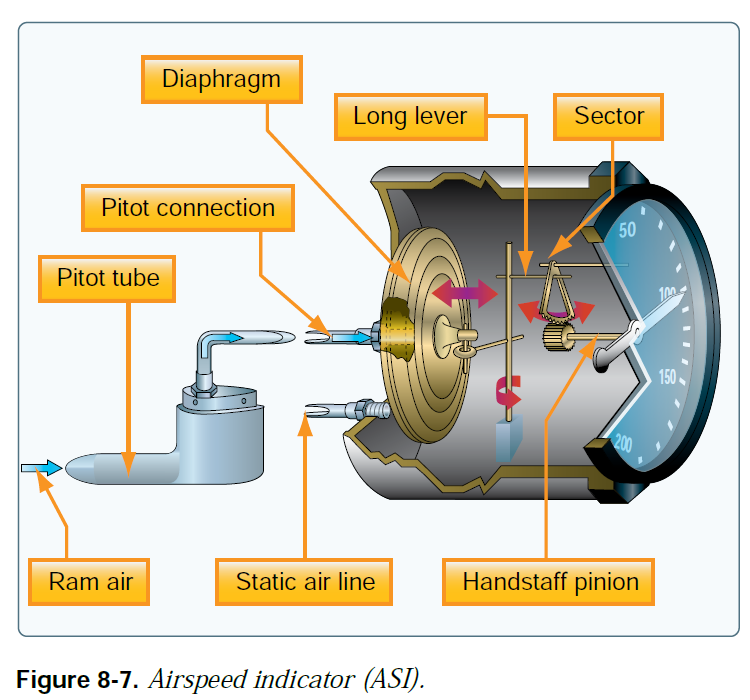 Diaphragm
Long lever
Sector
Pitot connection
Pitot tube
50
100
150
200
Ram air
Static air line
Handstaff pinion
Figure 8-7. Airspeed indicator (ASI).